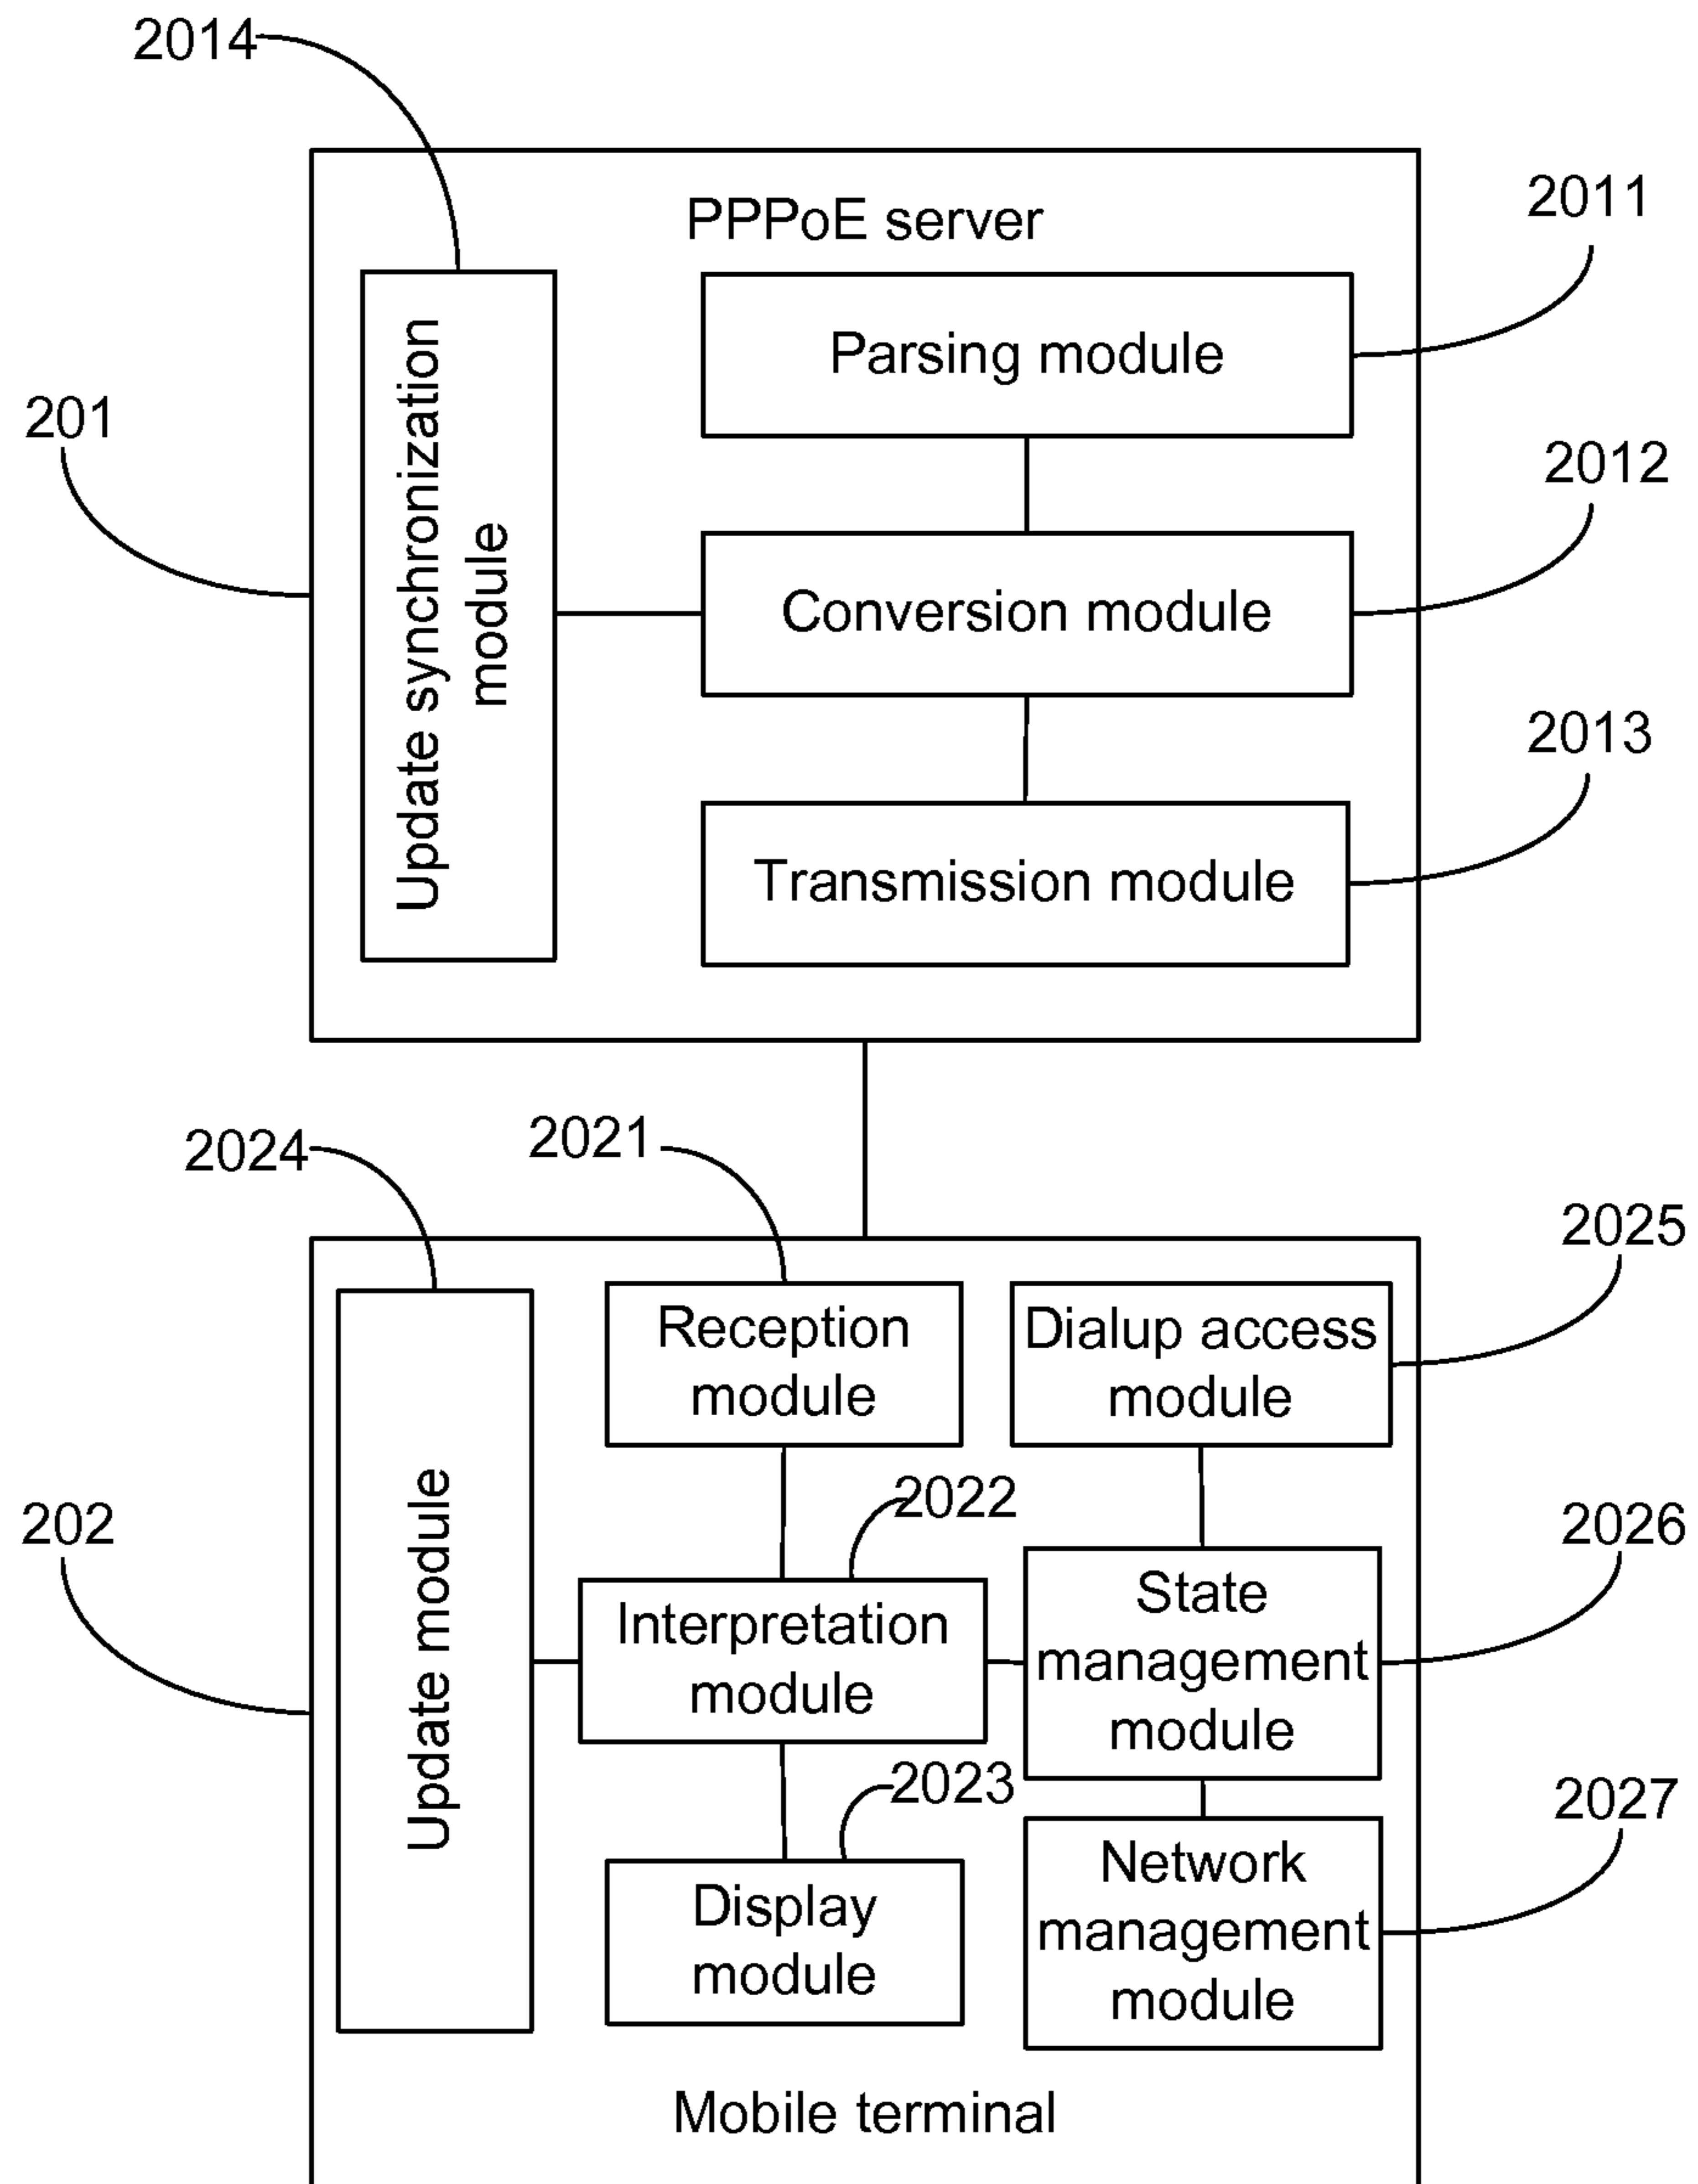 2014
PPPoE server
2011
Parsing module
201
Update synchronization
module
2012
Conversion module
2013
Transmission module
2024
2021
2025
Reception
module
Dialup access
module
202
Update module
2022
2026
Interpretation
module
State
management
module
2023
2027
Display
module
Network
management
module
Mobile terminal